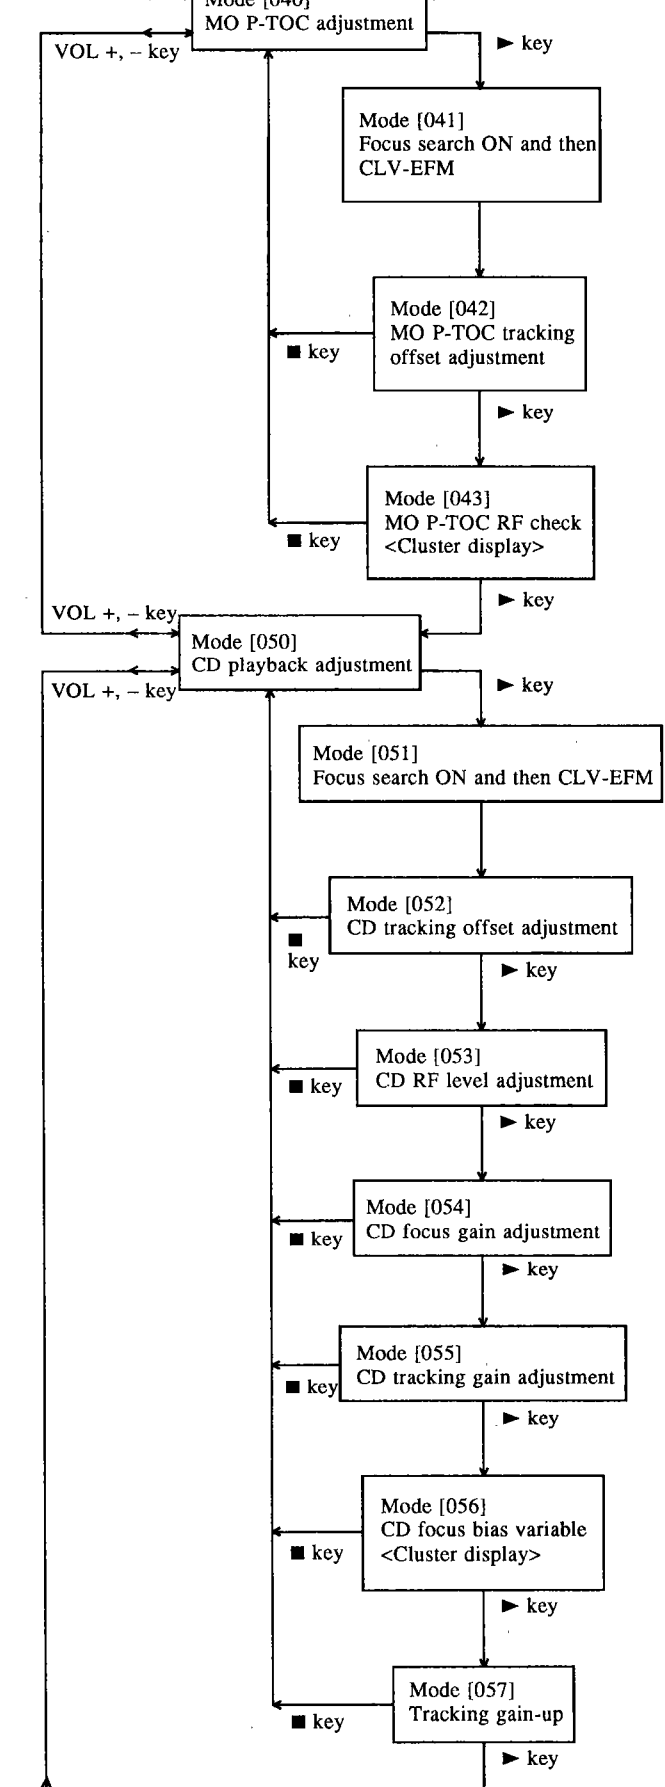 Mode [040]
MO P-TOC adjustment
VOL +, – key
► key
Mode [041]
Focus search ON and then
CLV-EFM
Mode [042]
MO P-TOC tracking
offset adjustment
■ key
► key
Mode [043]
MO P-TOC RF check
<Cluster display>
■ key
► key
VOL +, – key
Mode [050]
CD playback adjustment
VOL +, – key
► key
Mode [051]
Focus search ON and then CLV-EFM
Mode [052]
CD tracking offset adjustment
■
key
► key
Mode [053]
CD RF level adjustment
■ key
► key
Mode [054]
CD focus gain adjustment
■ key
► key
Mode [055]
CD tracking gain adjustment
■ key
► key
Mode [056]
CD focus bias variable
<Cluster display>
■ key
► key
Mode [057]
Tracking gain-up
■ key
► key